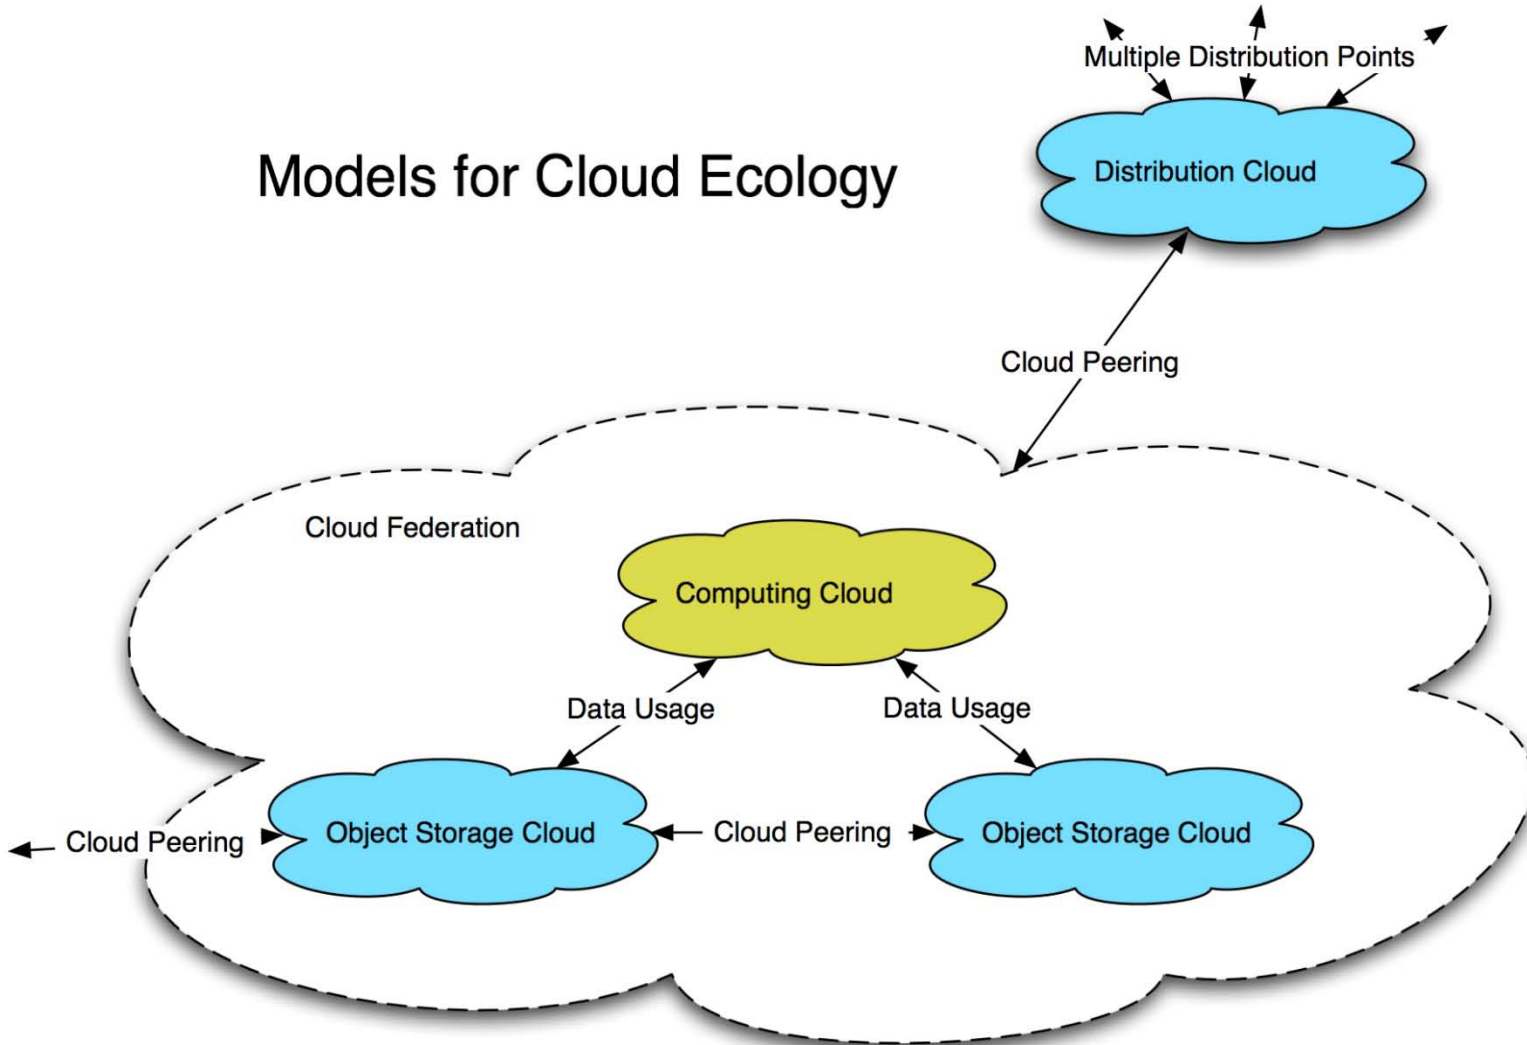 Multiple Distribution Points
Models for Cloud Ecology
Distribution Cloud
Cloud Peering
Cloud Federation
Computing Cloud
Data Usage
Data Usage
Cloud Peering
Object Storage Cloud
Cloud Peering
Object Storage Cloud